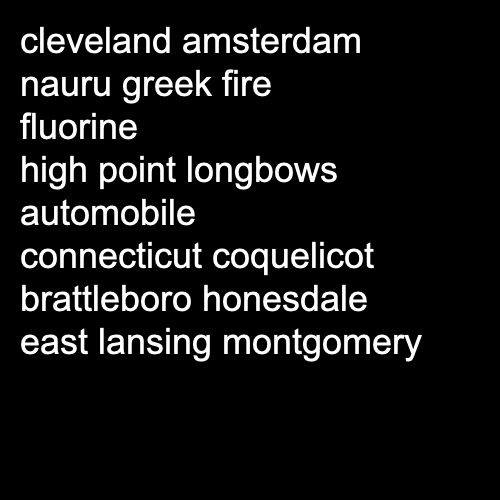 cleveland amsterdam
nauru greek fire
fluorine
high point longbows
automobile
connecticut coquelicot
brattleboro honesdale
east lansing montgomery